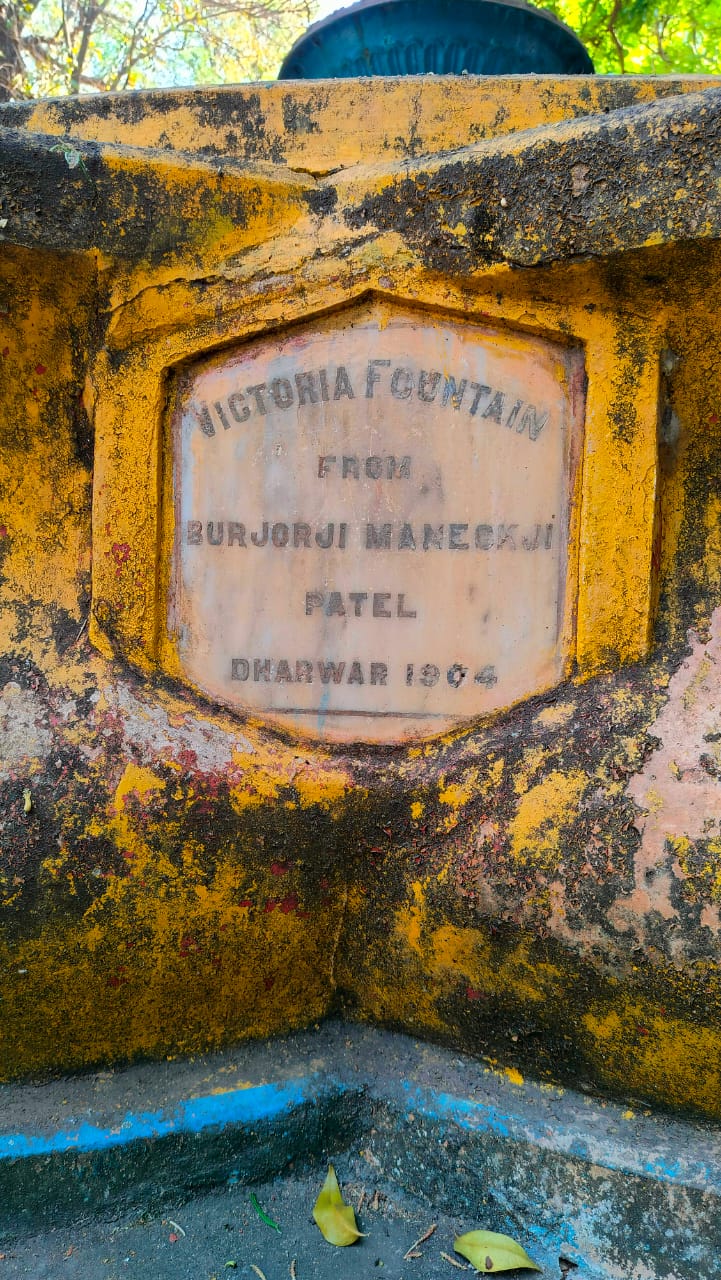 VICTORIA FOUNTAIN
FROM
BURJORJI MANECKJI
PATEL
DHARWAR 1904